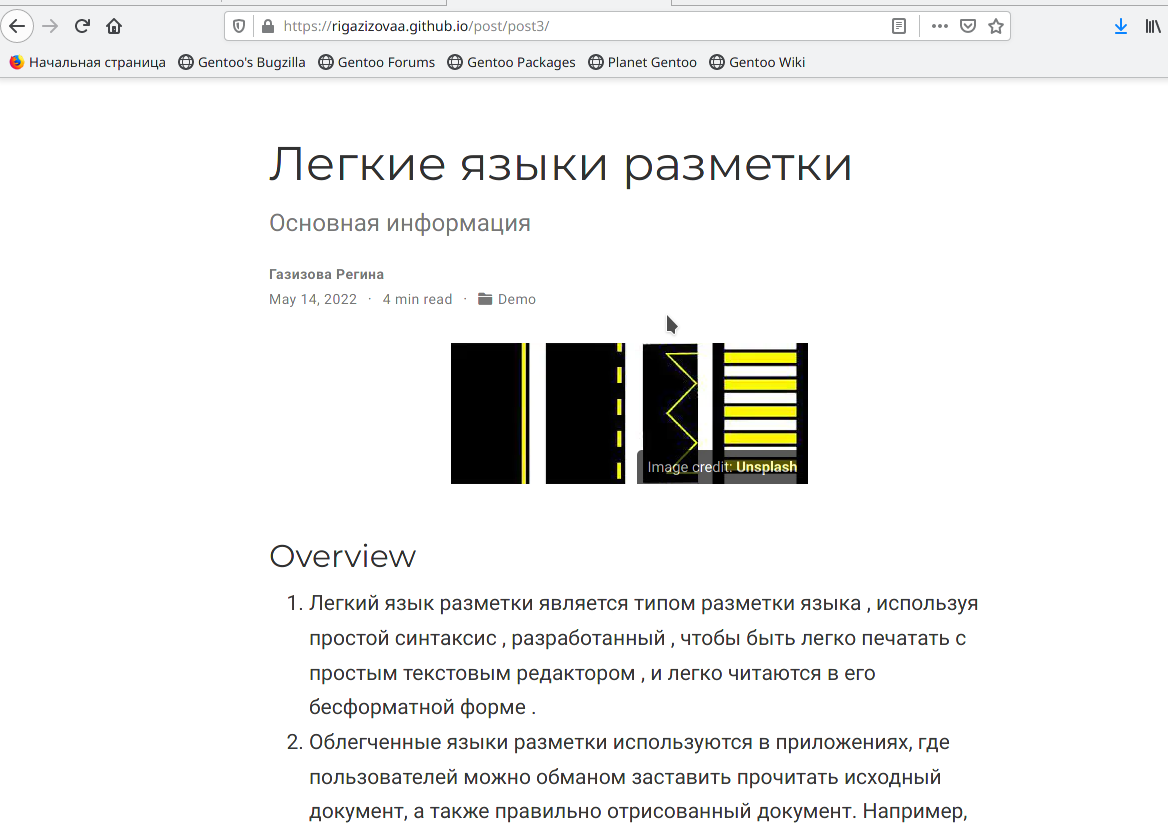 https://rigazizovaa.github.io/post/post3/
Начальная страница Gentoo's Bugzilla Gentoo Forums Gentoo Packages Planet Gentoo Gentoo Wiki
Легкие языки разметки
Основная информация
Газизова Регина
May 14, 2022 · 4 min read · Demo
Image credit: Unsplash
Overview
1. Легкий язык разметки является типом разметки языка , используя
простой синтаксис , разработанный , чтобы быть легко печатать с
простым текстовым редактором , и легко читаются в его
бесформатной форме .
2. Облегченные языки разметки используются в приложениях, где
пользователей можно обманом заставить прочитать исходный
документ, а также правильно отрисованный документ. Например,